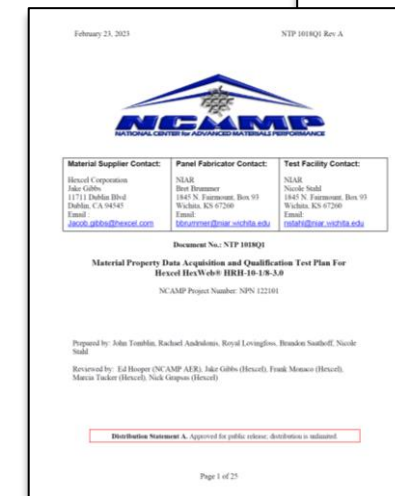 February 23, 2023 NTP 1018Q1 Rev A
NCAMP
NATIONAL CENTER for ADVANCED MATERIALS PERFORMANCE
Material Supplier Contact: Panel Fabricator Contact: Test Facility Contact:
Hexcel Corporation NIAR NIAR
Jake Gibbs Bret Brummer Nicole Stahl
11711 Dublin Blvd 1845 N. Fairmount, Box 93 1845 N. Fairmount, Box 93
Dublin, CA 94545 Wichita, KS 67260 Wichita, KS 67260
Email : Email: Email:
Jacob.gibbs@hexcel.com bbrummer@niar.wichita.edu nstahl@niar.wichita.edu
Document No.: NTP 1018Q1
Material Property Data Acquisition and Qualification Test Plan For
Hexcel HexWeb® HRH-10-1/8-3.0
NCAMP Project Number: NPN 122101
Prepared by: John Tomblin, Rachael Andrulonis, Royal Lovingfoss, Brandon Saathoff, Nicole
Stahl
Reviewed by: Ed Hooper (NCAMP AER), Jake Gibbs (Hexcel), Frank Monaco (Hexcel),
Marcus Tucker (Hexcel), Nick Grapsas (Hexcel)
Distribution Statement A. Approved for public release; distribution is unlimited
Page 1 of 25